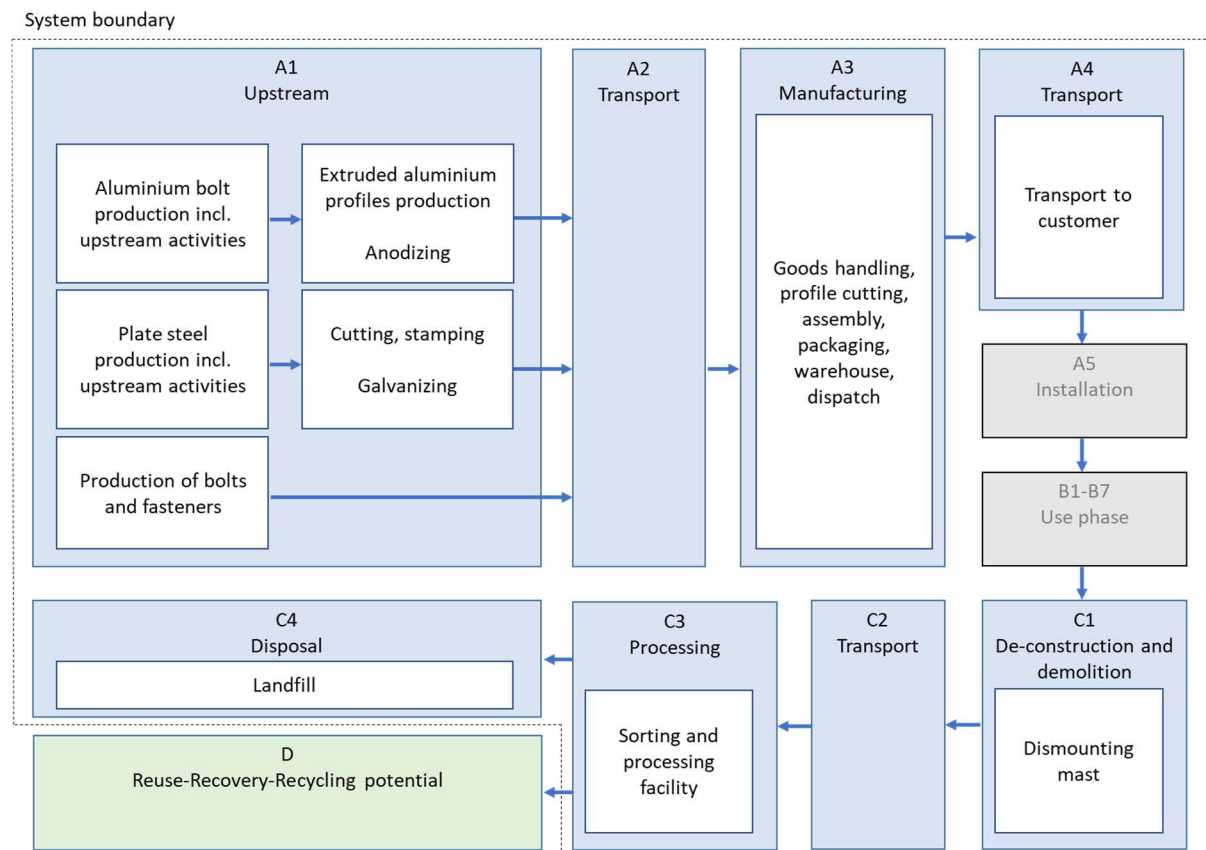 System boundary
A1
Upstream
Aluminium bolt
production incl.
upstream activities
Extruded aluminium
profiles production
Anodizing
Plate steel
production incl.
upstream activities
Cutting, stamping
Galvanizing
Production of bolts
and fasteners
A2
Transport
A3
Manufacturing
Goods handling,
profile cutting,
assembly,
packaging,
warehouse,
dispatch
A4
Transport
Transport to
customer
A5
Installation
B1-B7
Use phase
C1
De-construction and
demolition
Dismounting
mast
C2
Transport
C3
Processing
Sorting and
processing
facility
C4
Disposal
Landfill
D
Reuse-Recovery-Recycling potential